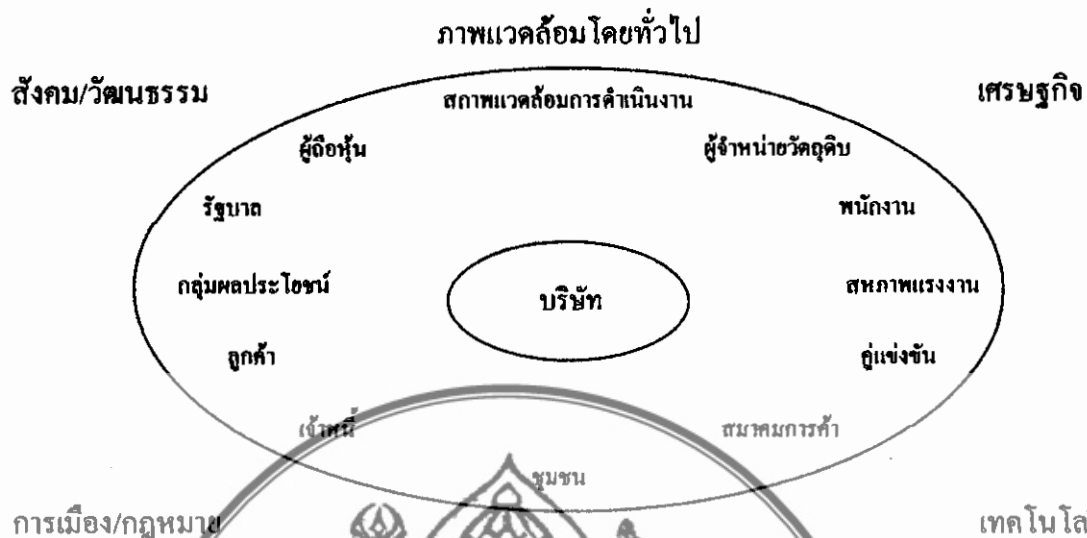 ภาพแวดล้อมโดยทั่วไป
สังคม/วัฒนธรรม
เศรษฐกิจ
สภาพแวดล้อมการดำเนินงาน
ผู้ถือหุ้น
ผู้จำหน่ายวัตถุดิบ
รัฐบาล
พนักงาน
กลุ่มผลประโยชน์
บริษัท
สหภาพแรงงาน
ลูกค้า
คู่แข่งขัน
เจ้าหนี้
สมาคมการค้า
ชุมชน
การเมือง/กฎหมาย
เทคโนโล